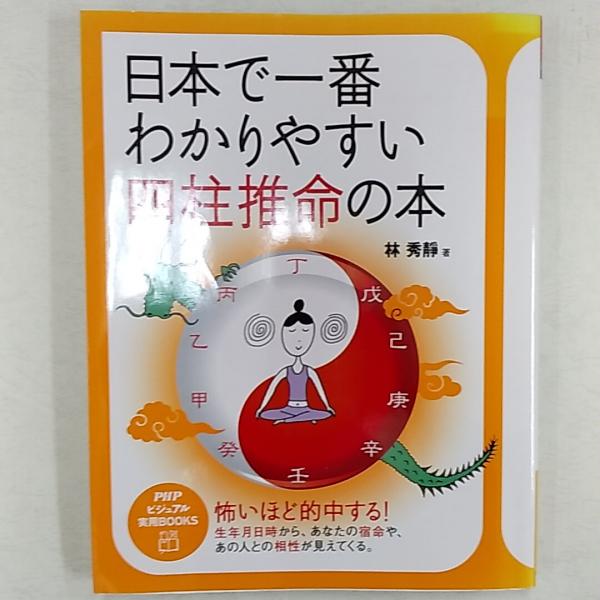 日本で一番
わかりやすい
四柱推命の本
林 秀靜 著
丁
丙
戊
乙
己
甲
庚
癸
辛
壬
PHP
ビジュアル
実用BOOKS
怖いほど的中する!
生年月日時から、あなたの宿命や、
あの人との相性が見えてくる。